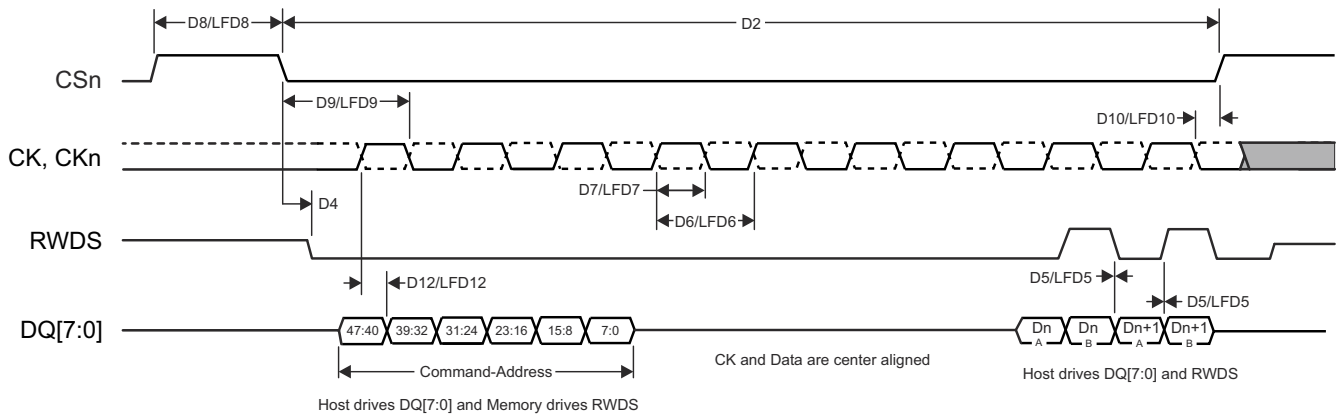 D8/LFD8
D2
CSn
D9/LFD9
D10/LFD10
CK, CKn
D7/LFD7
D4
D6/LFD6
RWDS
D12/LFD12
D5/LFD5
D5/LFD5
DQ[7:0]
47:40 39:32 31:24 23:16 15:8 7:0
Dn Dn Dn+1 Dn+1
A B A B
Command-Address
CK and Data are center aligned
Host drives DQ[7:0] and RWDS
Host drives DQ[7:0] and Memory drives RWDS